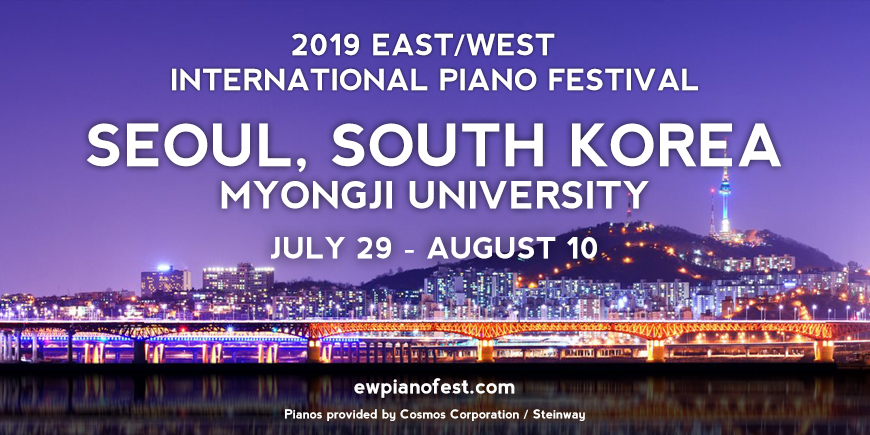 2019 EAST/WEST
INTERNATIONAL PIANO FESTIVAL
SEOUL, SOUTH KOREA
MYONGJI UNIVERSITY
JULY 29 - AUGUST 10
ewpianofest.com
Pianos provided by Cosmos Corporation / Steinway